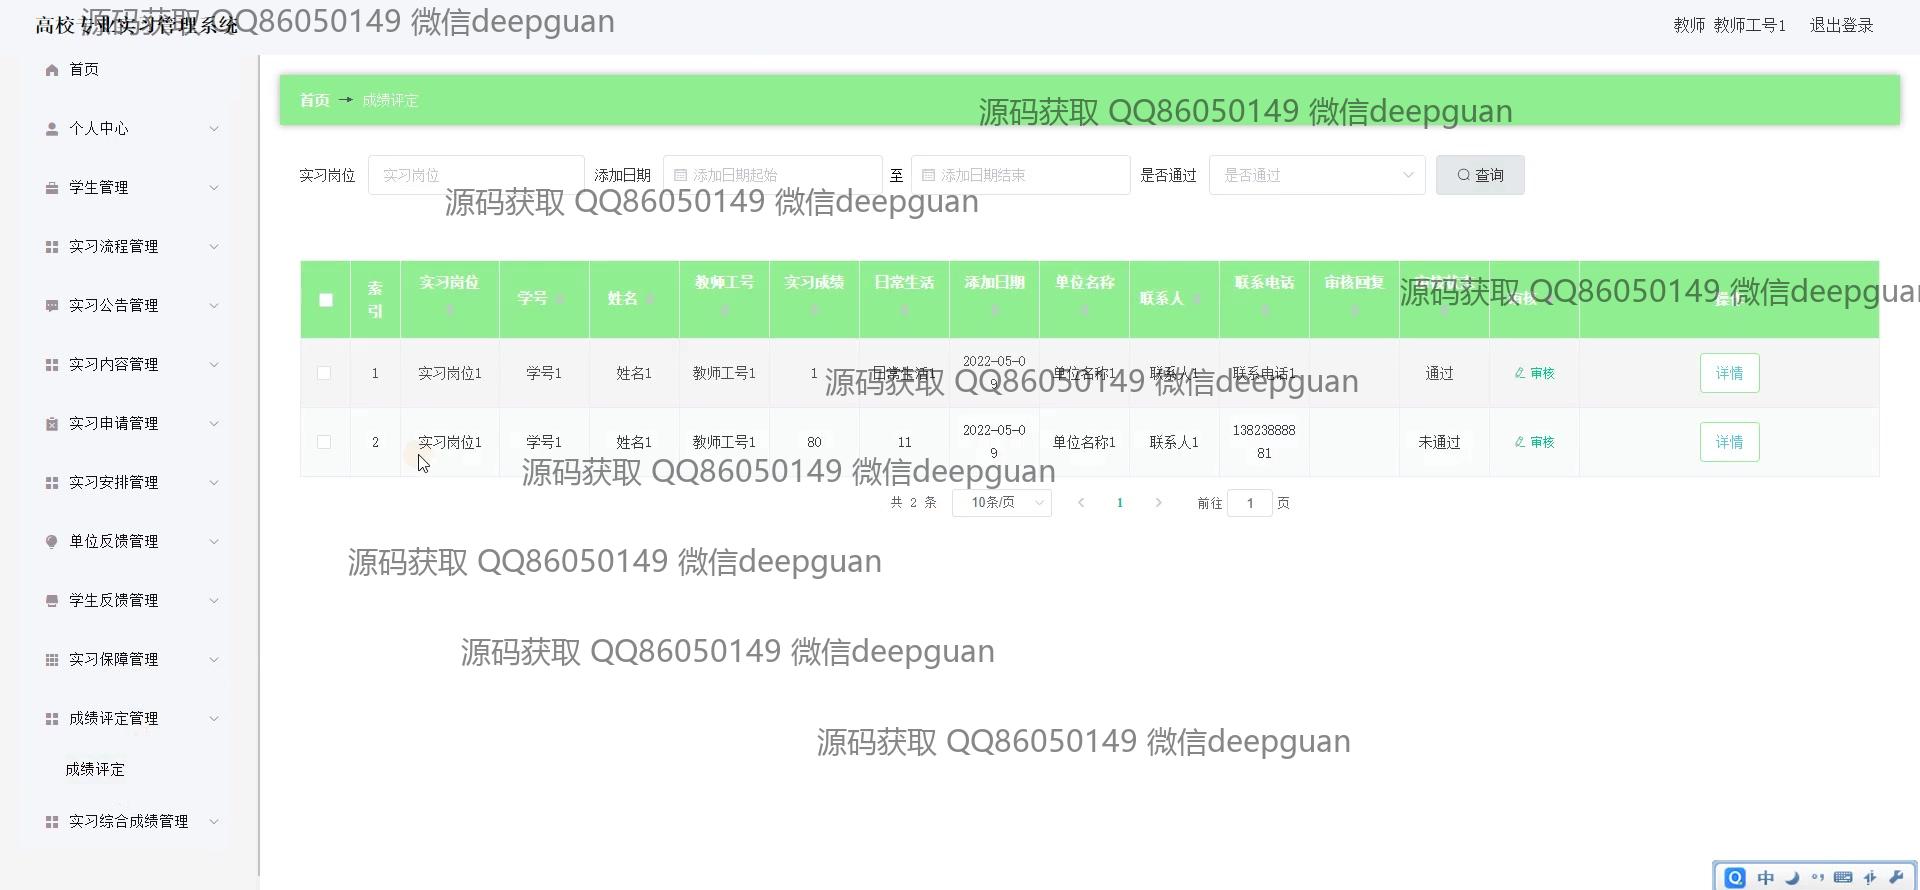 高校专业实习管理系统
源码获取 QQ86050149 微信deepguan
教师 教师工号1 退出登录
首页
个人中心
学生管理
实习流程管理
实习公告管理
实习内容管理
实习申请管理
实习安排管理
单位反馈管理
学生反馈管理
实习保障管理
成绩评定管理
成绩评定
实习综合成绩管理
首页 → 成绩评定
源码获取 QQ86050149 微信deepguan
实习岗位 实习岗位 添加日期 添加日期起始 至 添加日期结束 是否通过 是否通过 查询
源码获取 QQ86050149 微信deepguan
索引 实习岗位 学号 姓名 教师工号 实习成绩 日常生活 添加日期 单位名称 联系人 联系电话 审核回复 审核
源码获取 QQ86050149 微信deepguan
1 实习岗位1 学号1 姓名1 教师工号1 1 日常生活1 2022-05-09 单位名称1 联系人1 联系电话1 通过 审核 详情
源码获取 QQ86050149 微信deepguan
2 实习岗位1 学号1 姓名1 教师工号1 80 11 2022-05-09 单位名称1 联系人1 13823888881 未通过 审核 详情
源码获取 QQ86050149 微信deepguan
共 2 条 10条/页 1 前往 1 页
源码获取 QQ86050149 微信deepguan
源码获取 QQ86050149 微信deepguan
源码获取 QQ86050149 微信deepguan
中